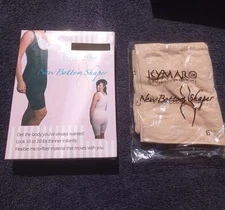 New Bottom Shaper
Get the body you've always wanted!
Look 10 to 20 lbs thinner instantly.
Flexible microfiber material that moves with you.
KYMARO
New Bottom Shaper